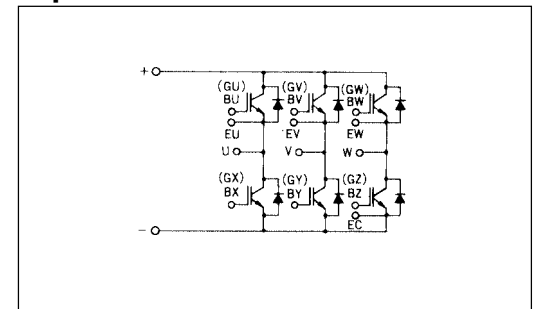 +
(GU) (GV) (GW)
BU BV BW
EU EV EW
U V W
(GX) (GY) (GZ)
BX BY BZ
EC
-